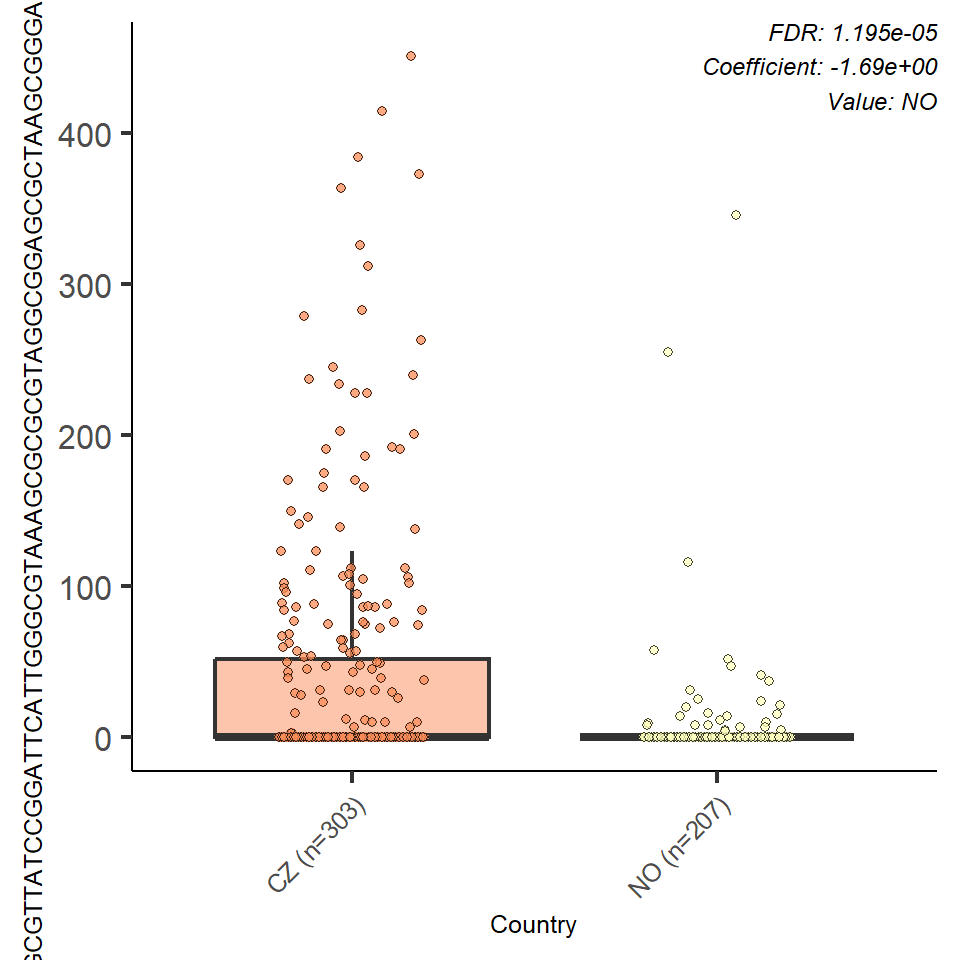 FDR: 1.195e-05
Coefficient: -1.69e+00
Value: NO
GCGTTATCCGGATTCATTGGGCGTAAAGCGCGCGTAGGCGGAGCGCTAAGCGGGA
400
300
200
100
0
CZ (n=303)
NO (n=207)
Country